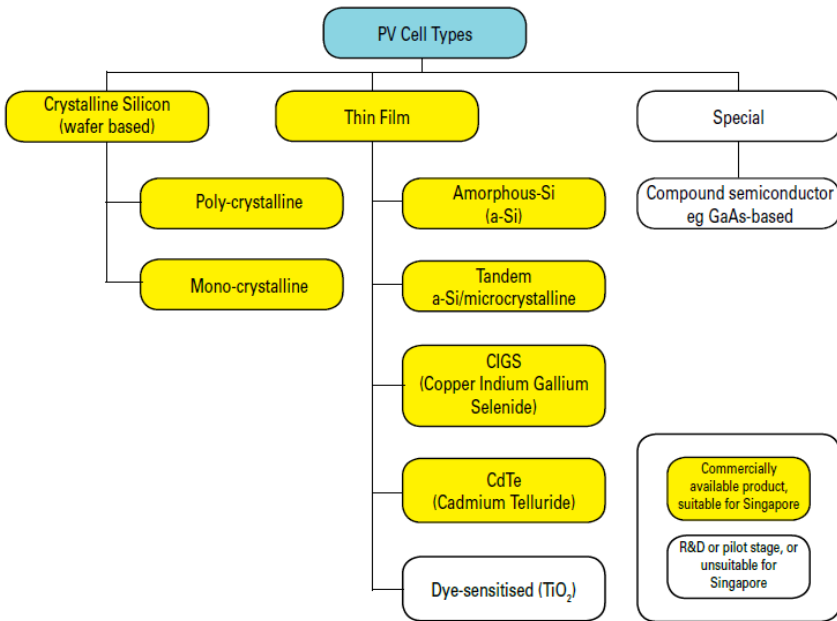 PV Cell Types
Crystalline Silicon
(wafer based)
Thin Film
Special
Poly-crystalline
Mono-crystalline
Amorphous-Si
(a-Si)
Compound semiconductor
eg GaAs-based
Tandem
a-Si/microcrystalline
CIGS
(Copper Indium Gallium
Selenide)
CdTe
(Cadmium Telluride)
Dye-sensitised (TiO₂)
Commercially
available product,
suitable for Singapore
R&D or pilot stage, or
unsuitable for
Singapore